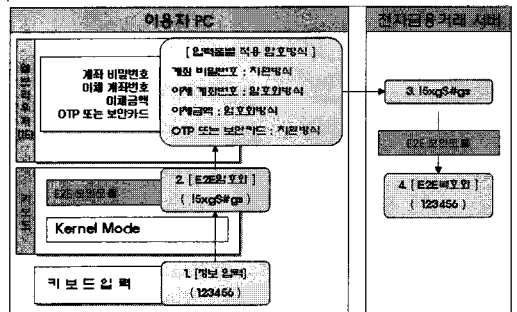 이용자 PC
전자금융거래 서버
[ 입력폼별 적용 암호방식 ]
계좌 비밀번호
이체 계좌번호
이체금액
OTP 또는 보안카드
계좌 비밀번호 : 치환방식
이체 계좌번호 : 암호화방식
이체금액 : 암호화방식
OTP 또는 보안카드 : 치환방식
3. !5xgS#gs
E2E 보안모듈
4. [ E2E복호화 ]
( 123456 )
E2E 보안모듈
2. [ E2E암호화 ]
( !5xgS#gs )
Kernel Mode
키보드입력
1. [정보 입력]
(123456 )